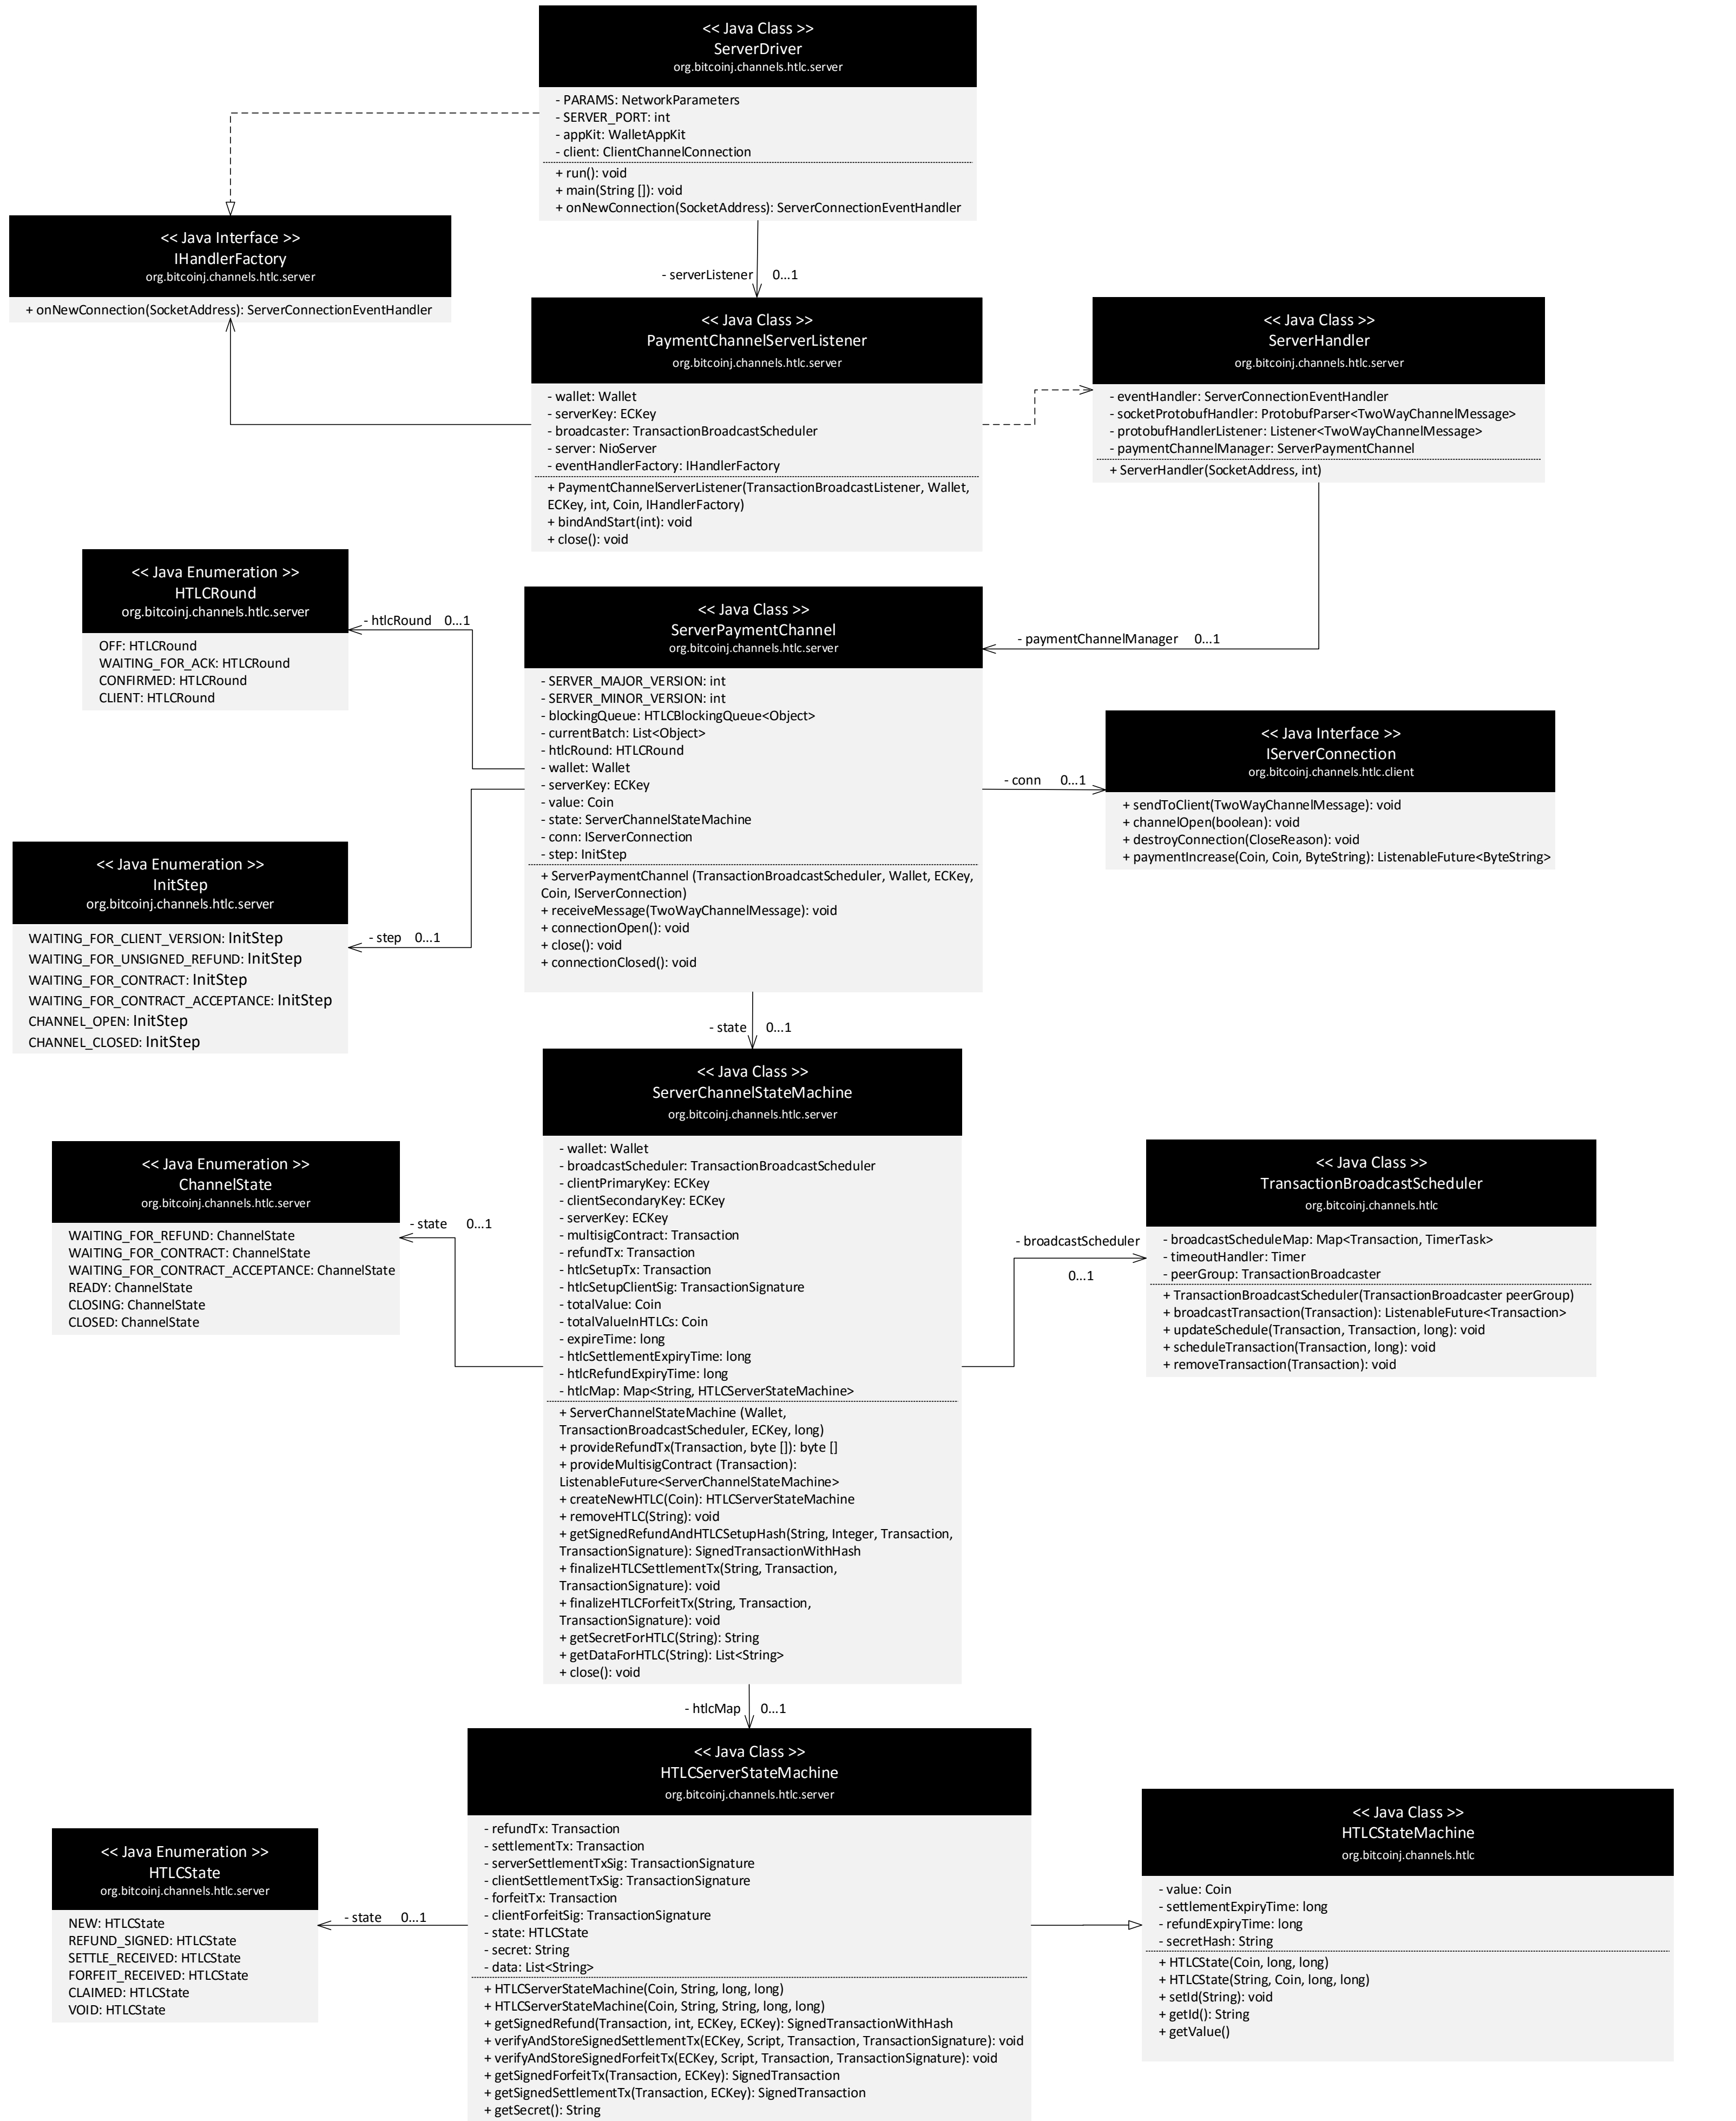 << Java Class >>
ServerDriver
org.bitcoinj.channels.htlc.server
- PARAMS: NetworkParameters
- SERVER_PORT: int
- appKit: WalletAppKit
- client: ClientChannelConnection
+ run(): void
+ main(String []): void
+ onNewConnection(SocketAddress): ServerConnectionEventHandler
<< Java Interface >>
IHandlerFactory
org.bitcoinj.channels.htlc.server
+ onNewConnection(SocketAddress): ServerConnectionEventHandler
- serverListener 0...1
<< Java Class >>
PaymentChannelServerListener
org.bitcoinj.channels.htlc.server
- wallet: Wallet
- serverKey: ECKey
- broadcaster: TransactionBroadcastScheduler
- server: NioServer
- eventHandlerFactory: IHandlerFactory
+ PaymentChannelServerListener(TransactionBroadcastListener, Wallet,
ECKey, int, Coin, IHandlerFactory)
+ bindAndStart(int): void
+ close(): void
<< Java Class >>
ServerHandler
org.bitcoinj.channels.htlc.server
- eventHandler: ServerConnectionEventHandler
- socketProtobufHandler: ProtobufParser<TwoWayChannelMessage>
- protobufHandlerListener: Listener<TwoWayChannelMessage>
- paymentChannelManager: ServerPaymentChannel
+ ServerHandler(SocketAddress, int)
<< Java Enumeration >>
HTLCRound
org.bitcoinj.channels.htlc.server
OFF: HTLCRound
WAITING_FOR_ACK: HTLCRound
CONFIRMED: HTLCRound
CLIENT: HTLCRound
- htlcRound 0...1
<< Java Class >>
ServerPaymentChannel
org.bitcoinj.channels.htlc.server
- SERVER_MAJOR_VERSION: int
- SERVER_MINOR_VERSION: int
- blockingQueue: HTLCBlockingQueue<Object>
- currentBatch: List<Object>
- htlcRound: HTLCRound
- wallet: Wallet
- serverKey: ECKey
- value: Coin
- state: ServerChannelStateMachine
- conn: IServerConnection
- step: InitStep
+ ServerPaymentChannel (TransactionBroadcastScheduler, Wallet, ECKey,
Coin, IServerConnection)
+ receiveMessage(TwoWayChannelMessage): void
+ connectionOpen(): void
+ close(): void
+ connectionClosed(): void
- paymentChannelManager 0...1
- conn 0...1
<< Java Interface >>
IServerConnection
org.bitcoinj.channels.htlc.client
+ sendToClient(TwoWayChannelMessage): void
+ channelOpen(boolean): void
+ destroyConnection(CloseReason): void
+ paymentIncrease(Coin, Coin, ByteString): ListenableFuture<ByteString>
<< Java Enumeration >>
InitStep
org.bitcoinj.channels.htlc.server
WAITING_FOR_CLIENT_VERSION: InitStep
WAITING_FOR_UNSIGNED_REFUND: InitStep
WAITING_FOR_CONTRACT: InitStep
WAITING_FOR_CONTRACT_ACCEPTANCE: InitStep
CHANNEL_OPEN: InitStep
CHANNEL_CLOSED: InitStep
- step 0...1
- state 0...1
<< Java Class >>
ServerChannelStateMachine
org.bitcoinj.channels.htlc.server
- wallet: Wallet
- broadcastScheduler: TransactionBroadcastScheduler
- clientPrimaryKey: ECKey
- clientSecondaryKey: ECKey
- serverKey: ECKey
- multisigContract: Transaction
- refundTx: Transaction
- htlcSetupTx: Transaction
- htlcSetupClientSig: TransactionSignature
- totalValue: Coin
- totalValueInHTLCs: Coin
- expireTime: long
- htlcSettlementExpiryTime: long
- htlcRefundExpiryTime: long
- htlcMap: Map<String, HTLCServerStateMachine>
+ ServerChannelStateMachine (Wallet,
TransactionBroadcastScheduler, ECKey, long)
+ provideRefundTx(Transaction, byte []): byte []
+ provideMultisigContract (Transaction):
ListenableFuture<ServerChannelStateMachine>
+ createNewHTLC(Coin): HTLCServerStateMachine
+ removeHTLC(String): void
+ getSignedRefundAndHTLCSetupHash(String, Integer, Transaction,
TransactionSignature): SignedTransactionWithHash
+ finalizeHTLCSettlementTx(String, Transaction,
TransactionSignature): void
+ finalizeHTLCForfeitTx(String, Transaction,
TransactionSignature): void
+ getSecretForHTLC(String): String
+ getDataForHTLC(String): List<String>
+ close(): void
<< Java Enumeration >>
ChannelState
org.bitcoinj.channels.htlc.server
WAITING_FOR_REFUND: ChannelState
WAITING_FOR_CONTRACT: ChannelState
WAITING_FOR_CONTRACT_ACCEPTANCE: ChannelState
READY: ChannelState
CLOSING: ChannelState
CLOSED: ChannelState
- state 0...1
- broadcastScheduler
0...1
<< Java Class >>
TransactionBroadcastScheduler
org.bitcoinj.channels.htlc
- broadcastScheduleMap: Map<Transaction, TimerTask>
- timeoutHandler: Timer
- peerGroup: TransactionBroadcaster
+ TransactionBroadcastScheduler(TransactionBroadcaster peerGroup)
+ broadcastTransaction(Transaction): ListenableFuture<Transaction>
+ updateSchedule(Transaction, Transaction, long): void
+ scheduleTransaction(Transaction, long): void
+ removeTransaction(Transaction): void
- htlcMap 0...1
<< Java Class >>
HTLCServerStateMachine
org.bitcoinj.channels.htlc.server
- refundTx: Transaction
- settlementTx: Transaction
- serverSettlementTxSig: TransactionSignature
- clientSettlementTxSig: TransactionSignature
- forfeitTx: Transaction
- clientForfeitSig: TransactionSignature
- state: HTLCState
- secret: String
- data: List<String>
+ HTLCServerStateMachine(Coin, String, long, long)
+ HTLCServerStateMachine(Coin, String, String, long, long)
+ getSignedRefund(Transaction, int, ECKey, ECKey): SignedTransactionWithHash
+ verifyAndStoreSignedSettlementTx(ECKey, Script, Transaction, TransactionSignature): void
+ verifyAndStoreSignedForfeitTx(ECKey, Script, Transaction, TransactionSignature): void
+ getSignedForfeitTx(Transaction, ECKey): SignedTransaction
+ getSignedSettlementTx(Transaction, ECKey): SignedTransaction
+ getSecret(): String
<< Java Enumeration >>
HTLCState
org.bitcoinj.channels.htlc.server
NEW: HTLCState
REFUND_SIGNED: HTLCState
SETTLE_RECEIVED: HTLCState
FORFEIT_RECEIVED: HTLCState
CLAIMED: HTLCState
VOID: HTLCState
- state 0...1
<< Java Class >>
HTLCStateMachine
org.bitcoinj.channels.htlc
- value: Coin
- settlementExpiryTime: long
- refundExpiryTime: long
- secretHash: String
+ HTLCState(Coin, long, long)
+ HTLCState(String, Coin, long, long)
+ setId(String): void
+ getId(): String
+ getValue()